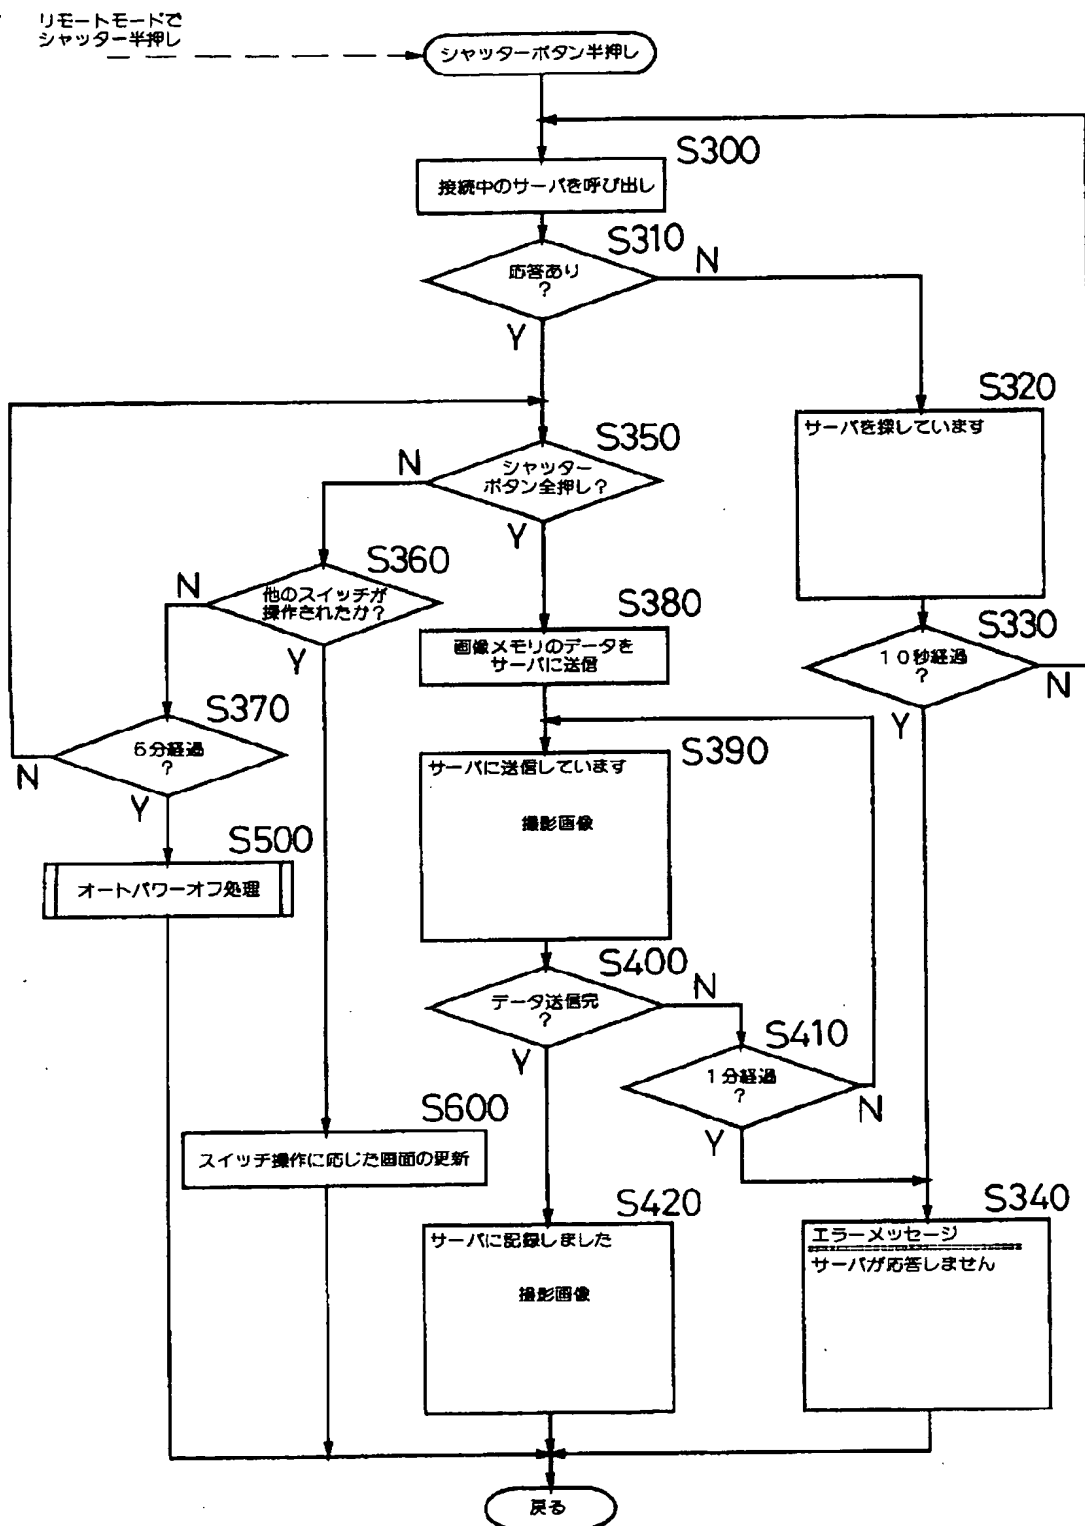 リモートモードで
シャッター半押し
シャッターボタン半押し
S300
接続中のサーバを呼び出し
S310
応答あり
?
N
Y
S320
サーバを探しています
S350
シャッター
ボタン全押し?
N
Y
S360
他のスイッチが
操作されたか?
N
Y
S380
画像メモリのデータを
サーバに送信
S330
10秒経過
?
N
Y
S370
5分経過
?
N
Y
S390
サーバに送信しています
撮影画像
S500
オートパワーオフ処理
S400
データ送信完
?
N
Y
S410
1分経過
?
N
Y
S600
スイッチ操作に応じた画面の更新
S420
サーバに記録しました
撮影画像
S340
エラーメッセージ
サーバが応答しません
戻る